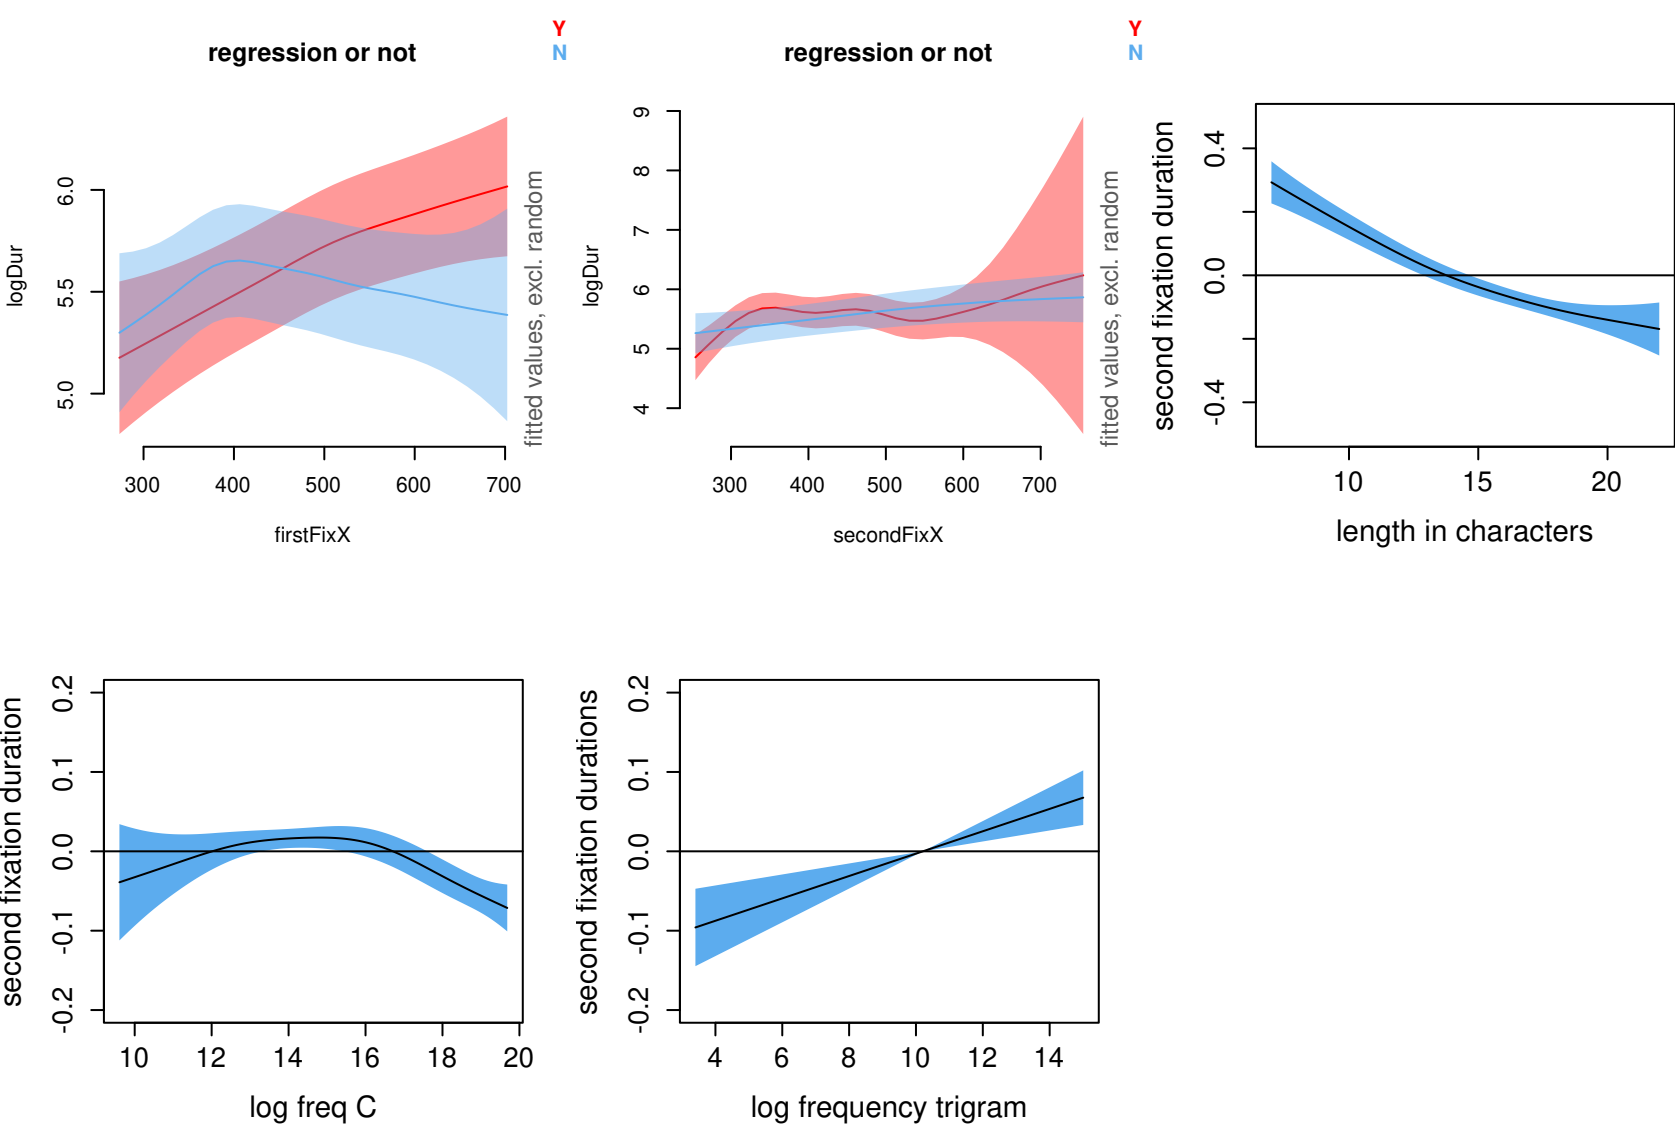 regression or not
Y
N
logDur
6.0
5.5
5.0
300 400 500 600 700
firstFixX
fitted values, excl. random
regression or not
Y
N
logDur
9
8
7
6
5
4
300 400 500 600 700
secondFixX
fitted values, excl. random
second fixation duration
0.4
0.0
-0.4
10 15 20
length in characters
second fixation duration
0.2
0.1
0.0
-0.1
-0.2
10 12 14 16 18 20
log freq C
second fixation durations
0.2
0.1
0.0
-0.1
-0.2
4 6 8 10 12 14
log frequency trigram